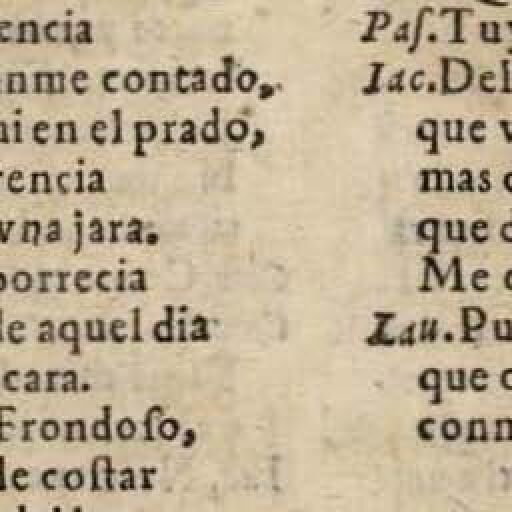 encia
nme contado,
ni en el prado,
rencia
vna jara.
borrecia
le aquel dia
cara.
Frondoſo,
le coſtar
Paſ. Tuy
Iac. Del
que v
mas
que
Me
Lau. Pu
que
conn